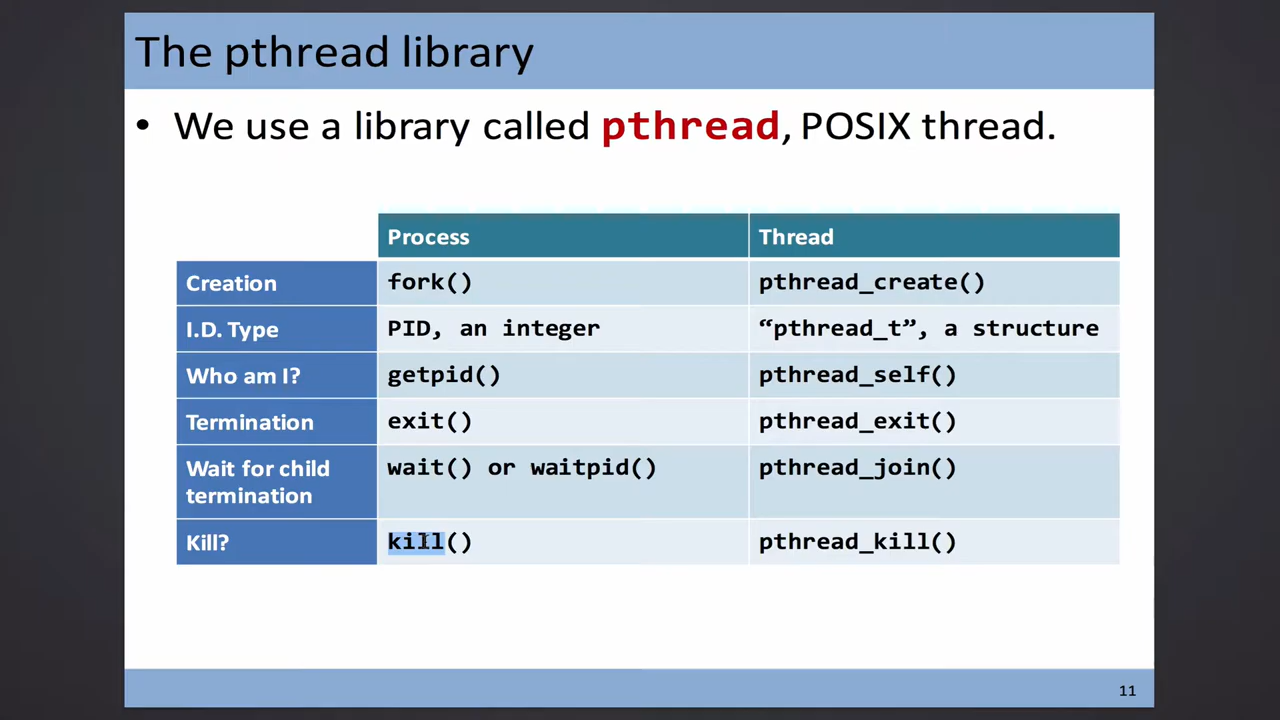 The pthread library
• We use a library called pthread, POSIX thread.
Process Thread
Creation fork() pthread_create()
I.D. Type PID, an integer “pthread_t”, a structure
Who am I? getpid() pthread_self()
Termination exit() pthread_exit()
Wait for child wait() or waitpid() pthread_join()
termination
Kill? kill() pthread_kill()
11